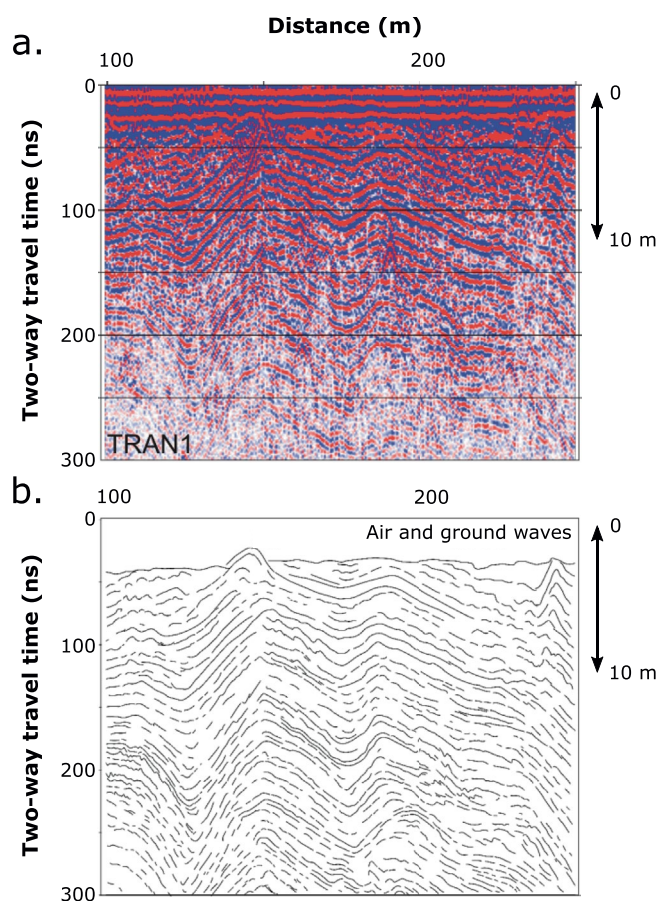 Distance (m)
a.
100 200
0
100
200
300
Two-way travel time (ns)
0
10 m
TRAN1
b.
100 200
0
100
200
300
Two-way travel time (ns)
Air and ground waves
0
10 m